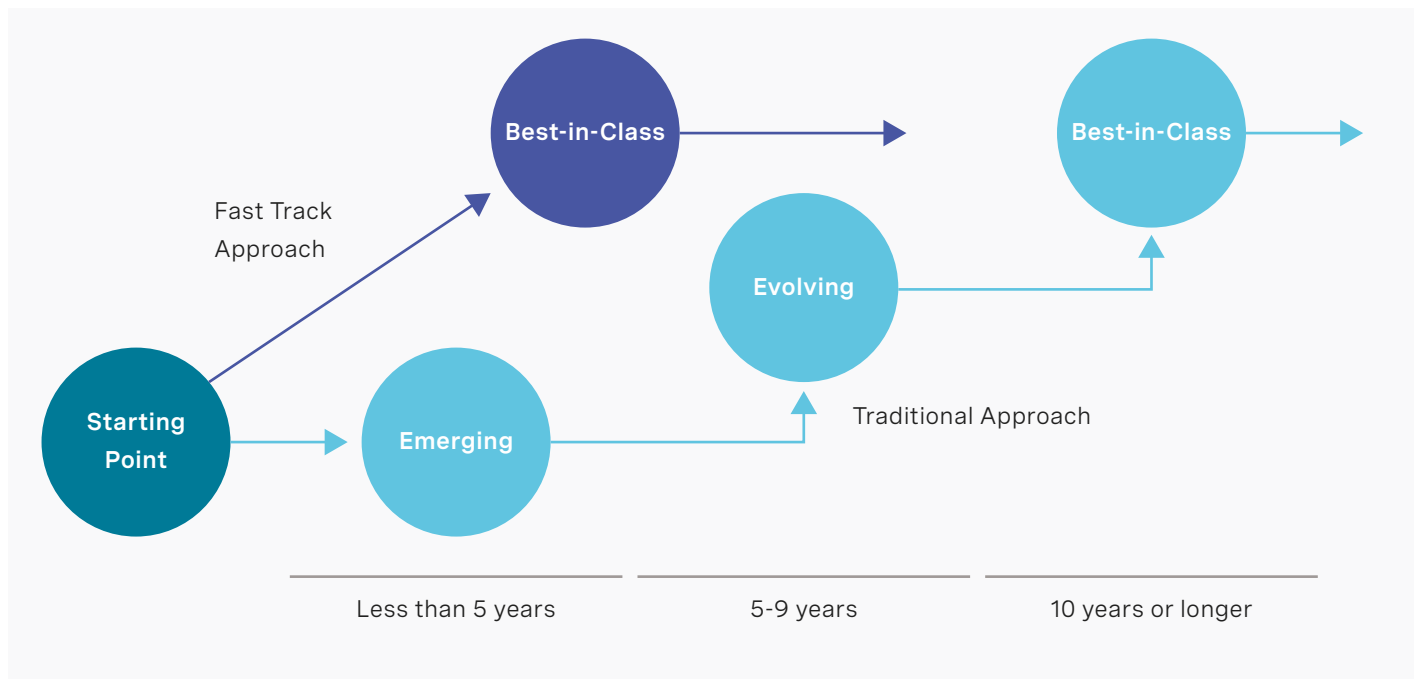 Best-in-Class
Best-in-Class
Fast Track
Approach
Evolving
Starting
Point
Emerging
Traditional Approach
Less than 5 years
5-9 years
10 years or longer